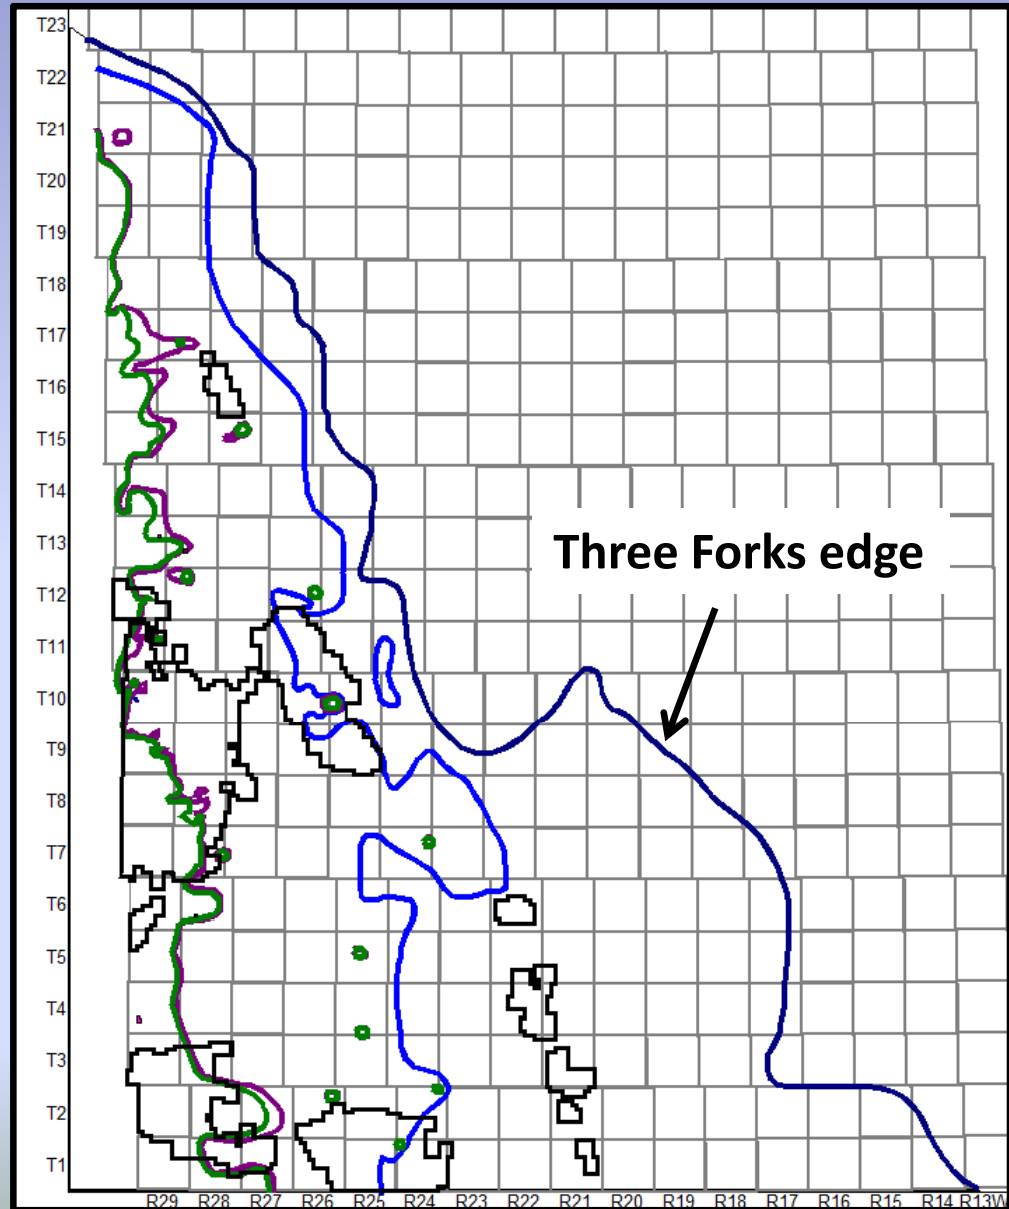 T23
T22
T21
T20
T19
T18
T17
T16
T15
T14
T13
Three Forks edge
T12
T11
T10
T9
T8
T7
T6
T5
T4
T3
T2
T1
R29 R28 R27 R26 R25 R24 R23 R22 R21 R20 R19 R18 R17 R16 R15 R14 R13W